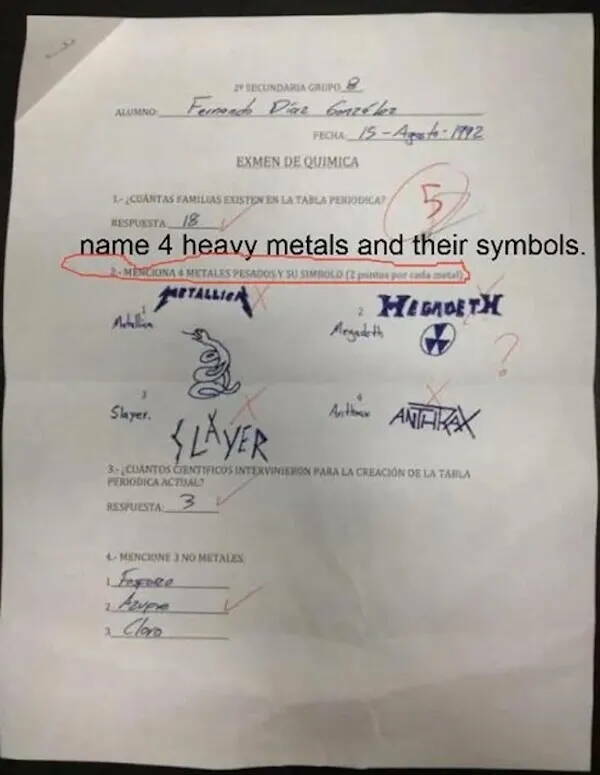 2º SECUNDARIA GRUPO 8
ALUMNO: Fernando Díaz González
FECHA: 15-Agosto-1992
EXMEN DE QUIMICA
1.- ¿CUÁNTAS FAMILIAS EXISTEN EN LA TABLA PERIODICA?
5
RESPUESTA 18
name 4 heavy metals and their symbols.
2.- MENCIONA 4 METALES PESADOS Y SU SIMBOLO (2 puntos por cada metal)
1 METALLICA
Metallica
2 MEGADETH
Megadeth
?
3
Slayer.
SLAYER
4
Anthrax ANTHRAX
3.- ¿CUÁNTOS CIENTIFICOS INTERVINIERON PARA LA CREACIÓN DE LA TABLA
PERIODICA ACTUAL?
RESPUESTA: 3
4.- MENCIONE 3 NO METALES
1. Fosforo
2. Azufre
3. Cloro